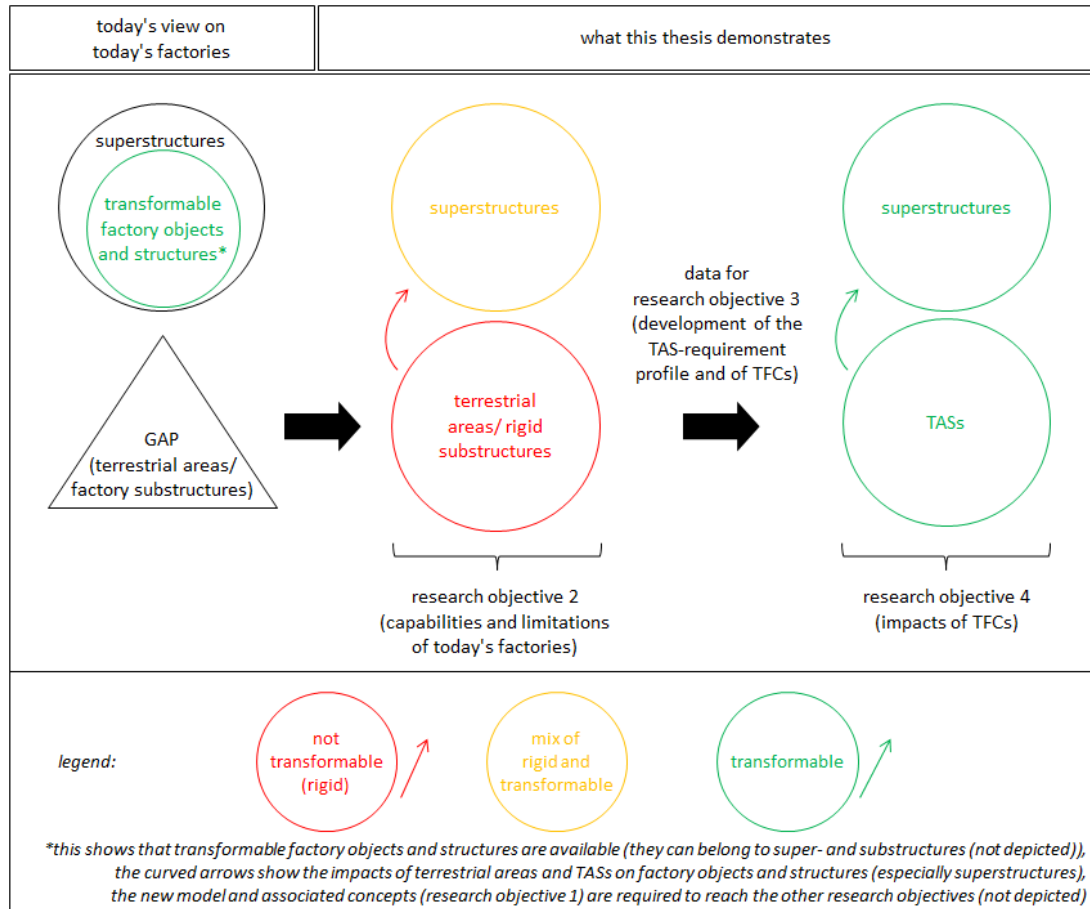 today's view on
today's factories
what this thesis demonstrates
superstructures
transformable
factory objects
and structures*
GAP
(terrestrial areas/
factory substructures)
superstructures
terrestrial
areas/ rigid
substructures
research objective 2
(capabilities and limitations
of today's factories)
data for
research objective 3
(development of the
TAS-requirement
profile and of TFCs)
superstructures
TASs
research objective 4
(impacts of TFCs)
legend:
not
transformable
(rigid)
mix of
rigid and
transformable
transformable
*this shows that transformable factory objects and structures are available (they can belong to super- and substructures (not depicted)),
the curved arrows show the impacts of terrestrial areas and TASs on factory objects and structures (especially superstructures),
the new model and associated concepts (research objective 1) are required to reach the other research objectives (not depicted)